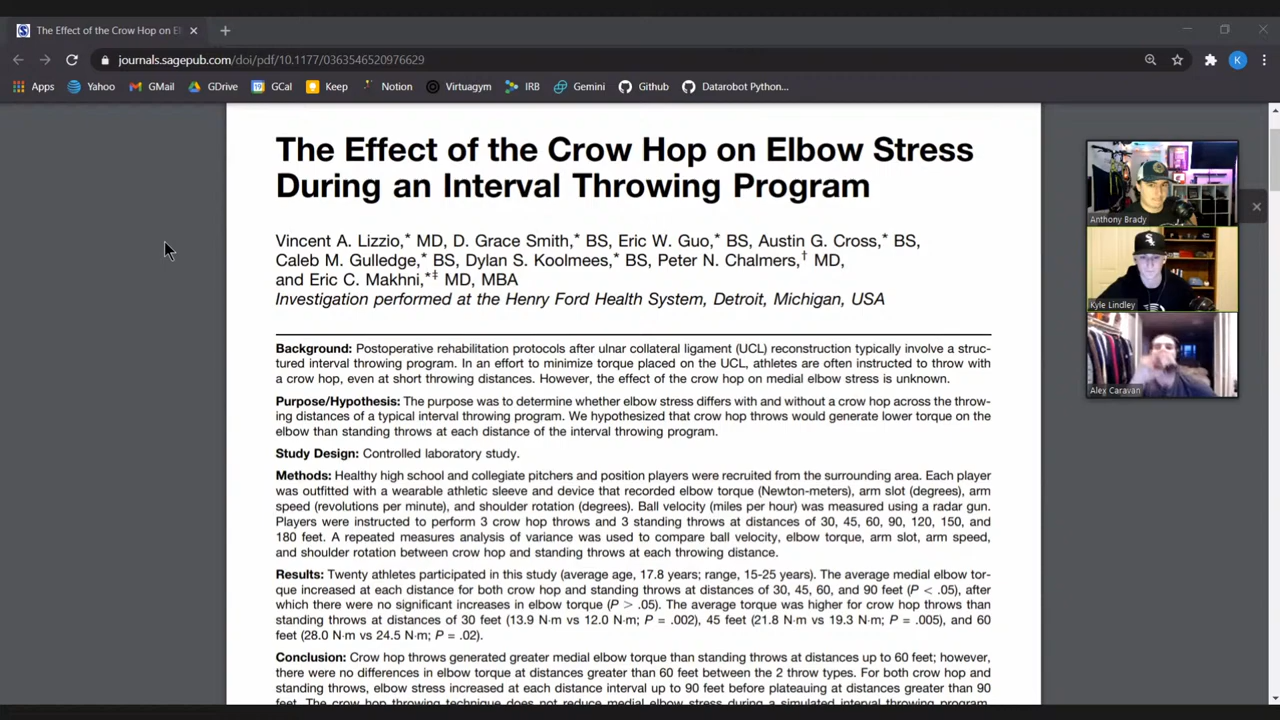 The Effect of the Crow Hop on El
journals.sagepub.com/doi/pdf/10.1177/0363546520976629
K
Apps Yahoo GMail GDrive GCal Keep Notion Virtuagym IRB Gemini Github Datarobot Python...
The Effect of the Crow Hop on Elbow Stress
During an Interval Throwing Program
Vincent A. Lizzio,* MD, D. Grace Smith,* BS, Eric W. Guo,* BS, Austin G. Cross,* BS,
Caleb M. Gulledge,* BS, Dylan S. Koolmees,* BS, Peter N. Chalmers,† MD,
and Eric C. Makhni,*‡ MD, MBA
Investigation performed at the Henry Ford Health System, Detroit, Michigan, USA
Background: Postoperative rehabilitation protocols after ulnar collateral ligament (UCL) reconstruction typically involve a struc-
tured interval throwing program. In an effort to minimize torque placed on the UCL, athletes are often instructed to throw with
a crow hop, even at short throwing distances. However, the effect of the crow hop on medial elbow stress is unknown.
Purpose/Hypothesis: The purpose was to determine whether elbow stress differs with and without a crow hop across the throw-
ing distances of a typical interval throwing program. We hypothesized that crow hop throws would generate lower torque on the
elbow than standing throws at each distance of the interval throwing program.
Study Design: Controlled laboratory study.
Methods: Healthy high school and collegiate pitchers and position players were recruited from the surrounding area. Each player
was outfitted with a wearable athletic sleeve and device that recorded elbow torque (Newton-meters), arm slot (degrees), arm
speed (revolutions per minute), and shoulder rotation (degrees). Ball velocity (miles per hour) was measured using a radar gun.
Players were instructed to perform 3 crow hop throws and 3 standing throws at distances of 30, 45, 60, 90, 120, 150, and
180 feet. A repeated measures analysis of variance was used to compare ball velocity, elbow torque, arm slot, arm speed,
and shoulder rotation between crow hop and standing throws at each throwing distance.
Results: Twenty athletes participated in this study (average age, 17.8 years; range, 15-25 years). The average medial elbow tor-
que increased at each distance for both crow hop and standing throws at distances of 30, 45, 60, and 90 feet (P < .05), after
which there were no significant increases in elbow torque (P > .05). The average torque was higher for crow hop throws than
standing throws at distances of 30 feet (13.9 N·m vs 12.0 N·m; P = .002), 45 feet (21.8 N·m vs 19.3 N·m; P = .005), and 60
feet (28.0 N·m vs 24.5 N·m; P = .02).
Conclusion: Crow hop throws generated greater medial elbow torque than standing throws at distances up to 60 feet; however,
there were no differences in elbow torque at distances greater than 60 feet between the 2 throw types. For both crow hop and
standing throws, elbow stress increased at each distance interval up to 90 feet before plateauing at distances greater than 90
feet. The crow hop throwing technique does not reduce medial elbow stress during a simulated interval throwing program.
Anthony Brady
Kyle Lindley
Alex Caravan